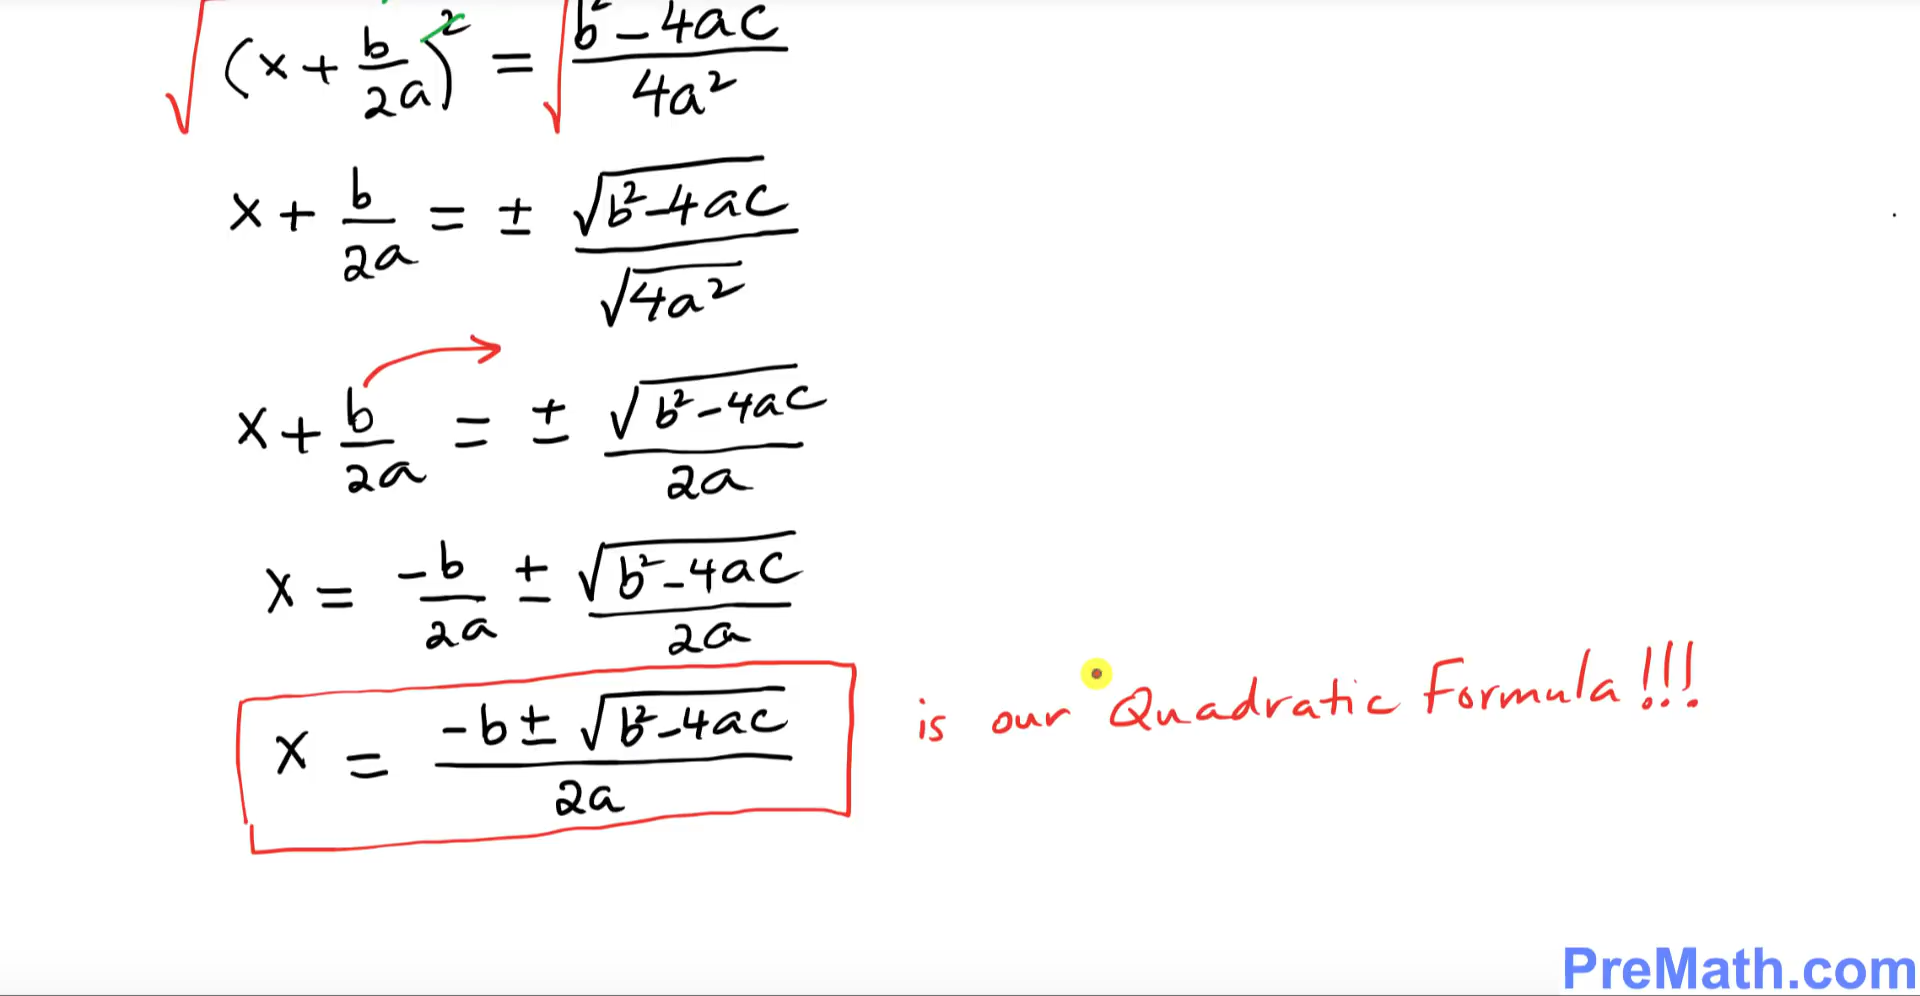 √(x + b/2a)² = √(b² - 4ac)/4a²
x + b/2a = ± √(b² - 4ac)/√(4a²)
x + b/2a = ± √(b² - 4ac)/2a
x = -b/2a ± √(b² - 4ac)/2a
x = (-b ± √(b² - 4ac))/2a is our Quadratic Formula!!!
PreMath.com